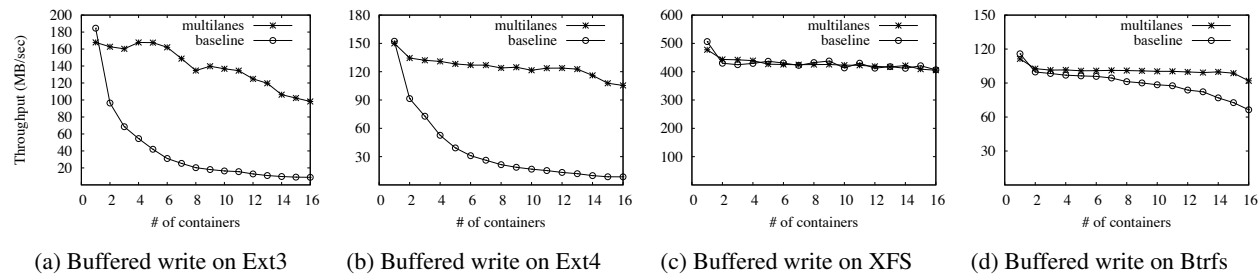 Throughput (MB/sec)
200
180
160
140
120
100
80
60
40
20
multilanes
baseline
0 2 4 6 8 10 12 14 16
# of containers
(a) Buffered write on Ext3
180
150
120
90
60
30
multilanes
baseline
0 2 4 6 8 10 12 14 16
# of containers
(b) Buffered write on Ext4
600
500
400
300
200
100
multilanes
baseline
0 2 4 6 8 10 12 14 16
# of containers
(c) Buffered write on XFS
150
120
90
60
30
multilanes
baseline
0 2 4 6 8 10 12 14 16
# of containers
(d) Buffered write on Btrfs